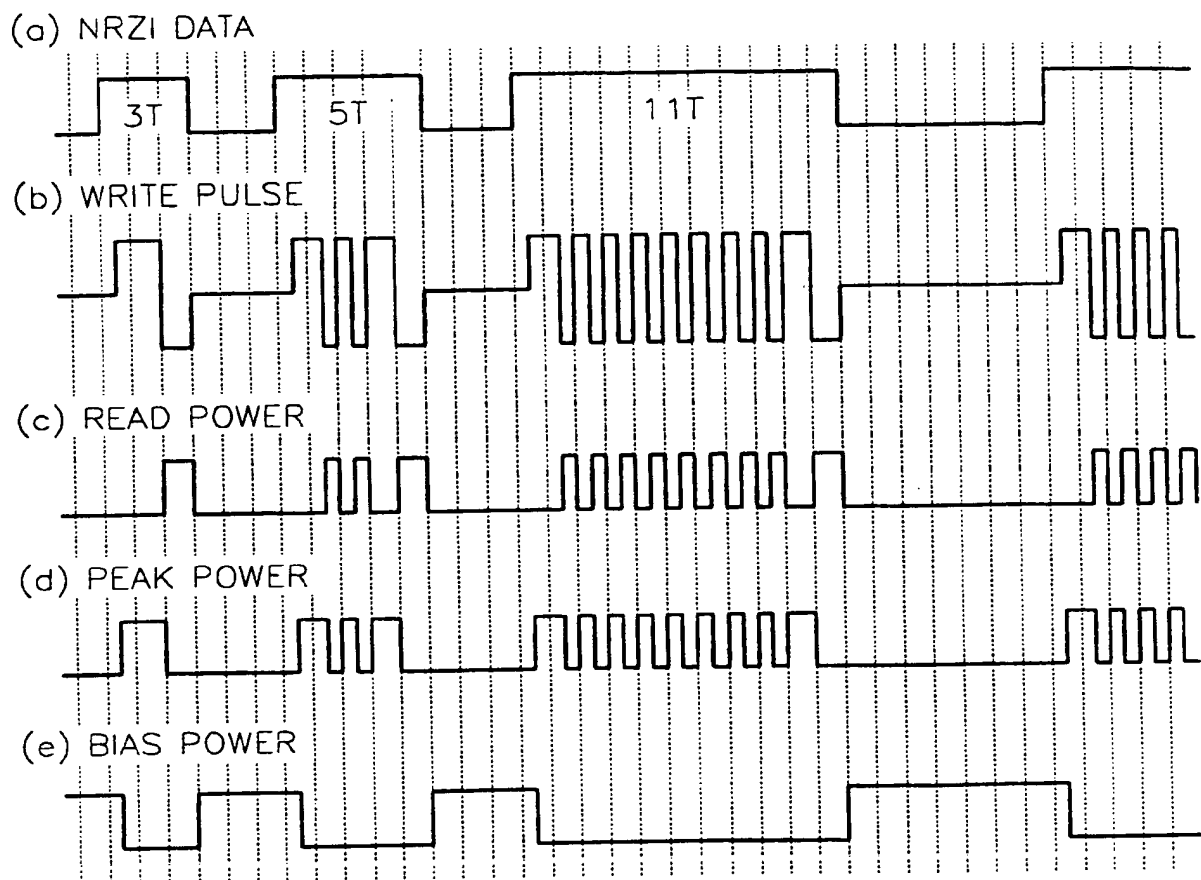 (a) NRZI DATA
3T 5T 11T
(b) WRITE PULSE
(c) READ POWER
(d) PEAK POWER
(e) BIAS POWER